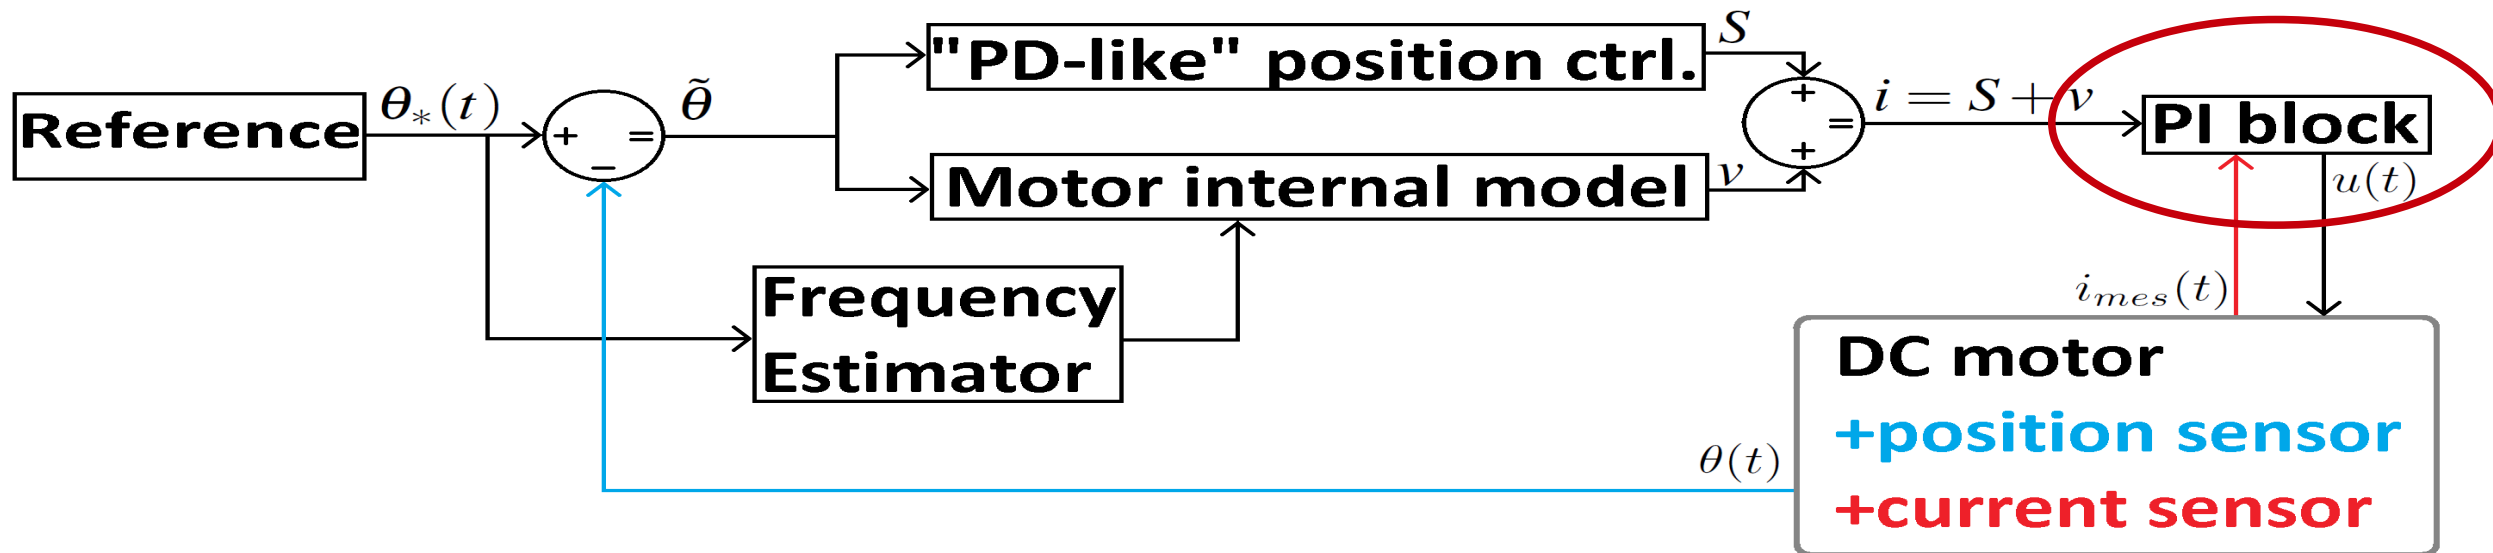 Reference
θ*(t)
+
=
−
θ̃
"PD-like" position ctrl.
S
Motor internal model
v
Frequency
Estimator
+
=
+
i = S + v
PI block
u(t)
i_mes(t)
DC motor
+position sensor
+current sensor
θ(t)